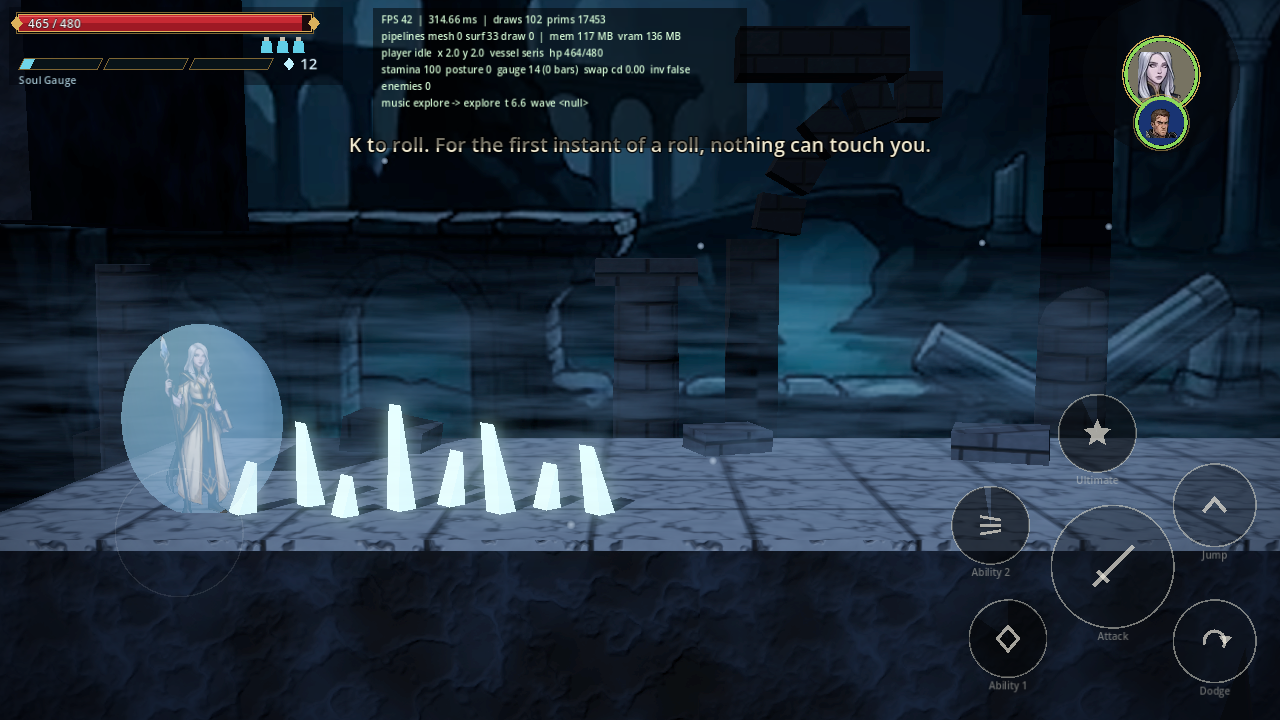 465 / 480
12
Soul Gauge
FPS 42 | 314.66 ms | draws 102 prims 17453
pipelines mesh 0 surf 33 draw 0 | mem 117 MB vram 136 MB
player idle x 2.0 y 2.0 vessel seris hp 464/480
stamina 100 posture 0 gauge 14 (0 bars) swap cd 0.00 inv false
enemies 0
music explore -> explore t 6.6 wave <null>
K to roll. For the first instant of a roll, nothing can touch you.
Ultimate
Jump
Ability 2
Attack
Ability 1
Dodge